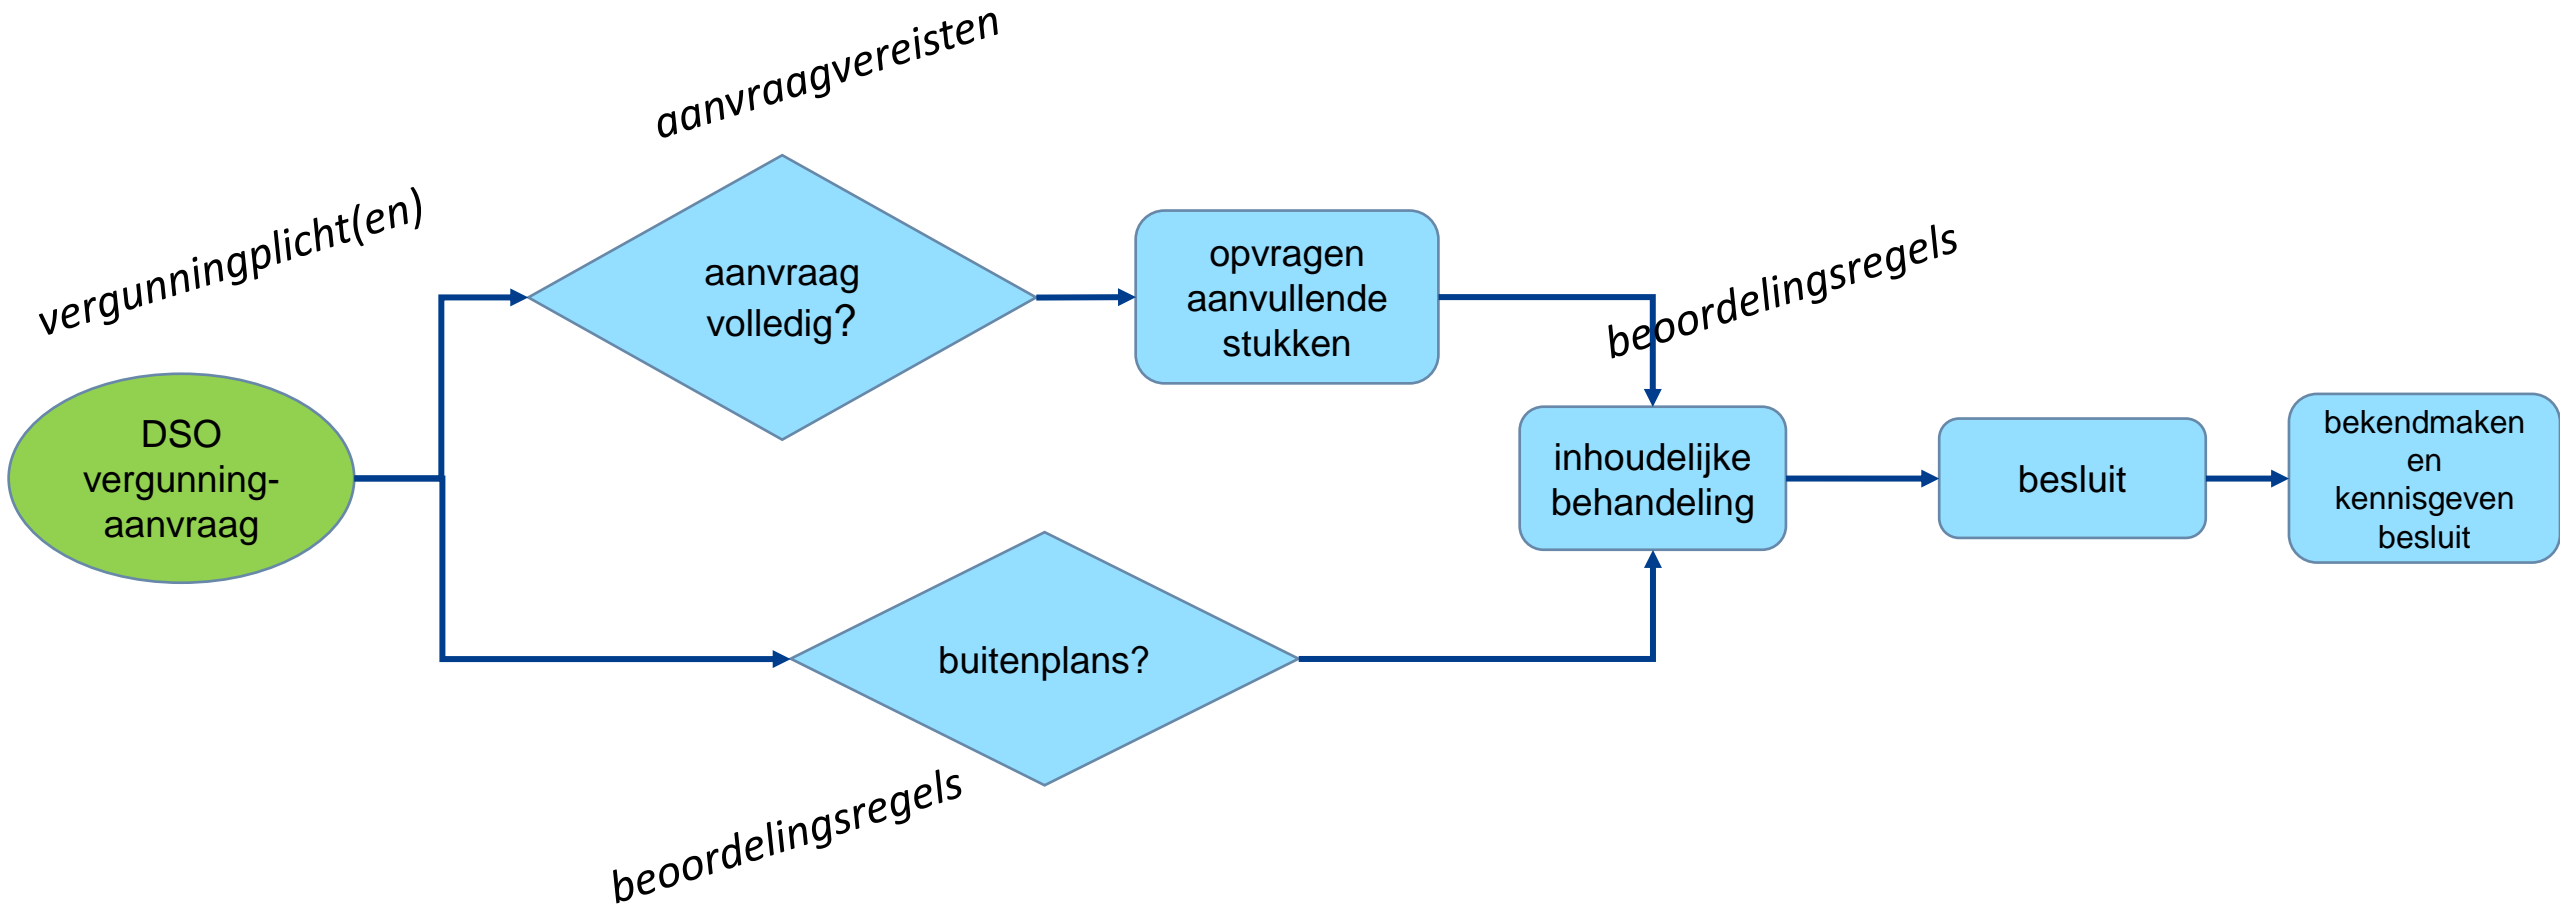 aanvraagvereisten
vergunningplicht(en)
aanvraag
volledig?
opvragen
aanvullende
stukken
beoordelingsregels
DSO
vergunning-
aanvraag
inhoudelijke
behandeling
besluit
bekendmaken
en
kennisgeven
besluit
buitenplans?
beoordelingsregels